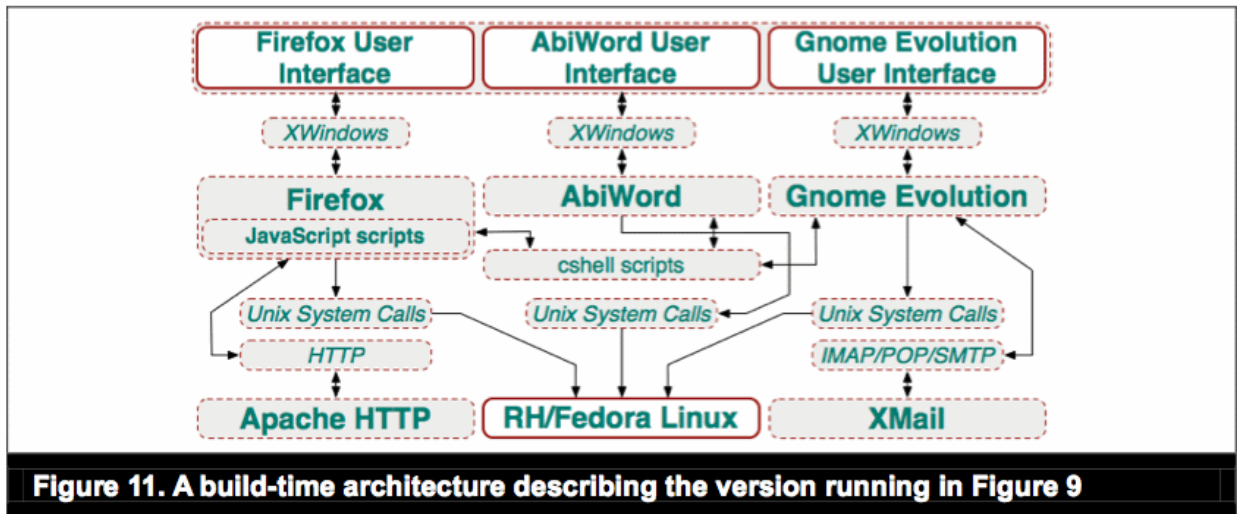 Firefox User
Interface
AbiWord User
Interface
Gnome Evolution
User Interface
XWindows
XWindows
XWindows
Firefox
JavaScript scripts
AbiWord
Gnome Evolution
cshell scripts
Unix System Calls
Unix System Calls
Unix System Calls
HTTP
IMAP/POP/SMTP
Apache HTTP
RH/Fedora Linux
XMail
Figure 11. A build-time architecture describing the version running in Figure 9